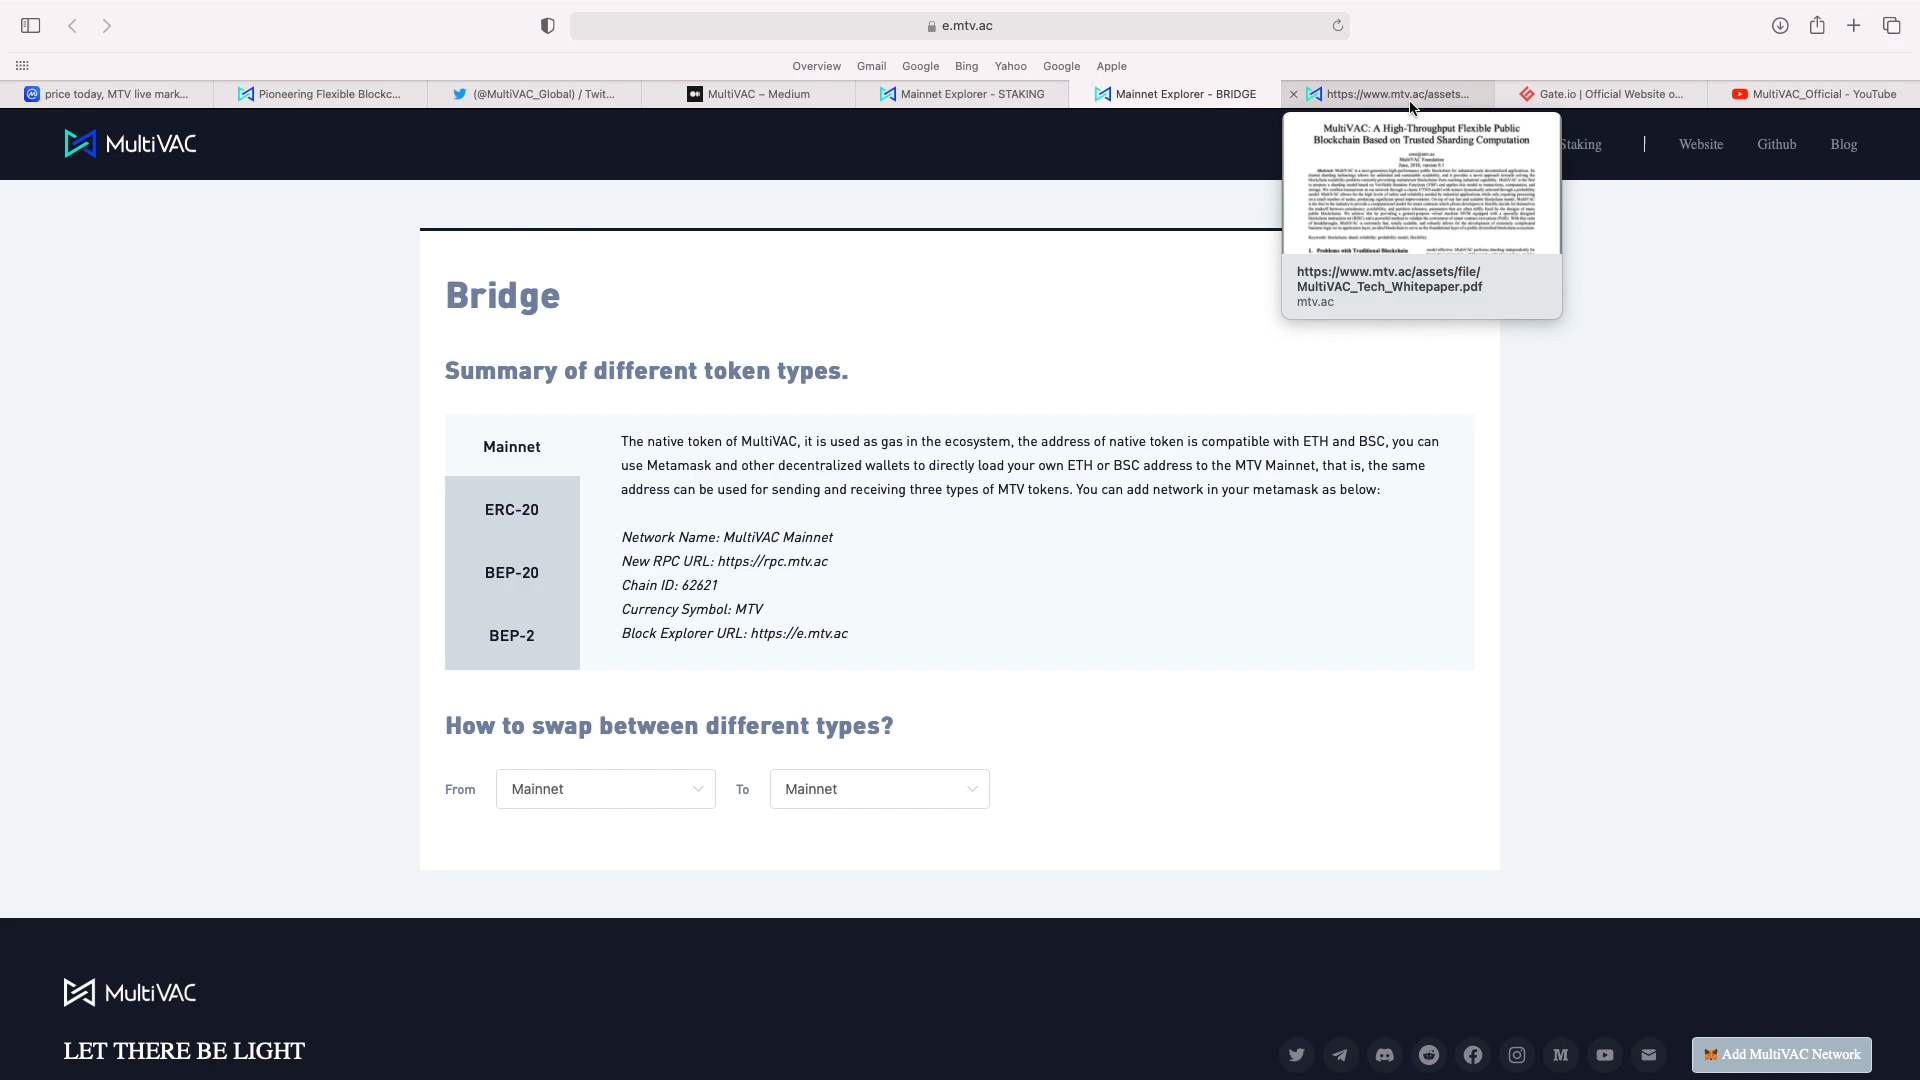 e.mtv.ac
Overview Gmail Google Bing Yahoo Google Apple
price today, MTV live mark...
Pioneering Flexible Blockc...
(@MultiVAC_Global) / Twit...
MultiVAC – Medium
Mainnet Explorer - STAKING
Mainnet Explorer - BRIDGE
https://www.mtv.ac/assets...
Gate.io | Official Website o...
MultiVAC_Official - YouTube
MultiVAC
Staking | Website Github Blog
MultiVAC: A High-Throughput Flexible Public
Blockchain Based on Trusted Sharding Computation
MultiVAC Foundation
1. Problems with Traditional Blockchain
https://www.mtv.ac/assets/file/
MultiVAC_Tech_Whitepaper.pdf
mtv.ac
Bridge
Summary of different token types.
Mainnet
ERC-20
BEP-20
BEP-2
The native token of MultiVAC, it is used as gas in the ecosystem, the address of native token is compatible with ETH and BSC, you can
use Metamask and other decentralized wallets to directly load your own ETH or BSC address to the MTV Mainnet, that is, the same
address can be used for sending and receiving three types of MTV tokens. You can add network in your metamask as below:
Network Name: MultiVAC Mainnet
New RPC URL: https://rpc.mtv.ac
Chain ID: 62621
Currency Symbol: MTV
Block Explorer URL: https://e.mtv.ac
How to swap between different types?
From Mainnet To Mainnet
MultiVAC
LET THERE BE LIGHT
Add MultiVAC Network